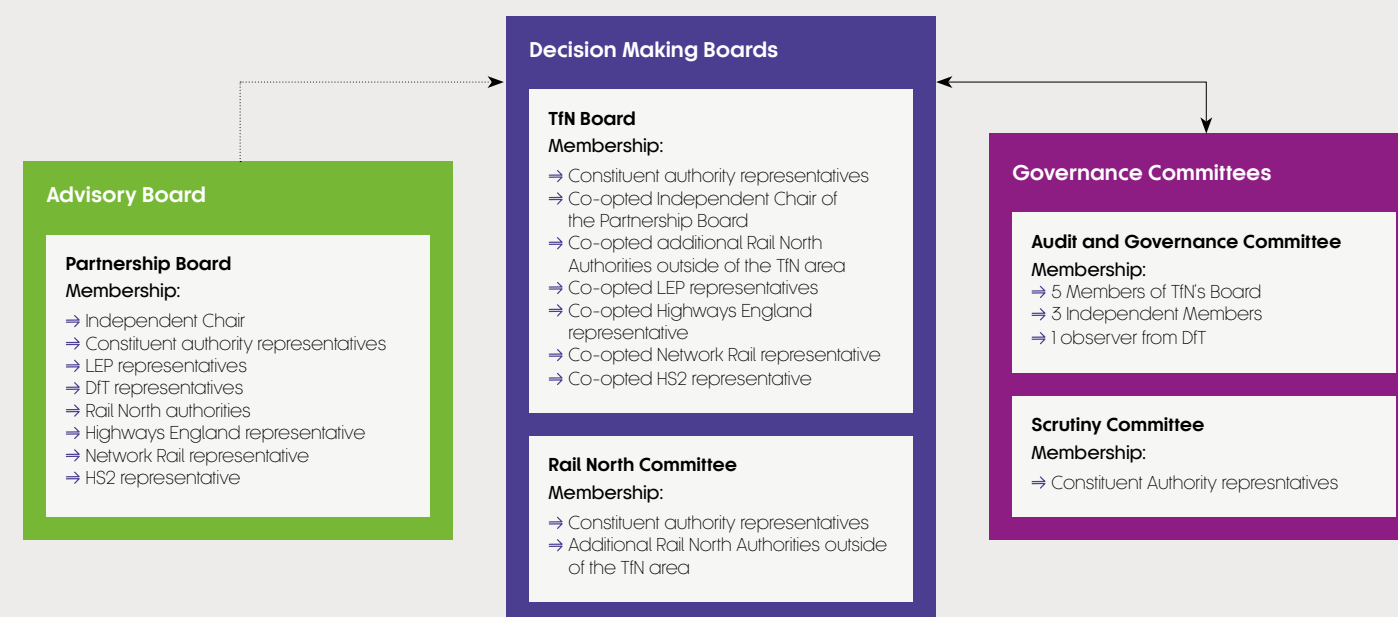 Advisory Board
Partnership Board
Membership:
⇒ Independent Chair
⇒ Constituent authority representatives
⇒ LEP representatives
⇒ DfT representatives
⇒ Rail North authorities
⇒ Highways England representative
⇒ Network Rail representative
⇒ HS2 representative
Decision Making Boards
TfN Board
Membership:
⇒ Constituent authority representatives
⇒ Co-opted Independent Chair of
the Partnership Board
⇒ Co-opted additional Rail North
Authorities outside of the TfN area
⇒ Co-opted LEP representatives
⇒ Co-opted Highways England
representative
⇒ Co-opted Network Rail representative
⇒ Co-opted HS2 representative
Rail North Committee
Membership:
⇒ Constituent authority representatives
⇒ Additional Rail North Authorities outside
of the TfN area
Governance Committees
Audit and Governance Committee
Membership:
⇒ 5 Members of TfN's Board
⇒ 3 Independent Members
⇒ 1 observer from DfT
Scrutiny Committee
Membership:
⇒ Constituent Authority represntatives